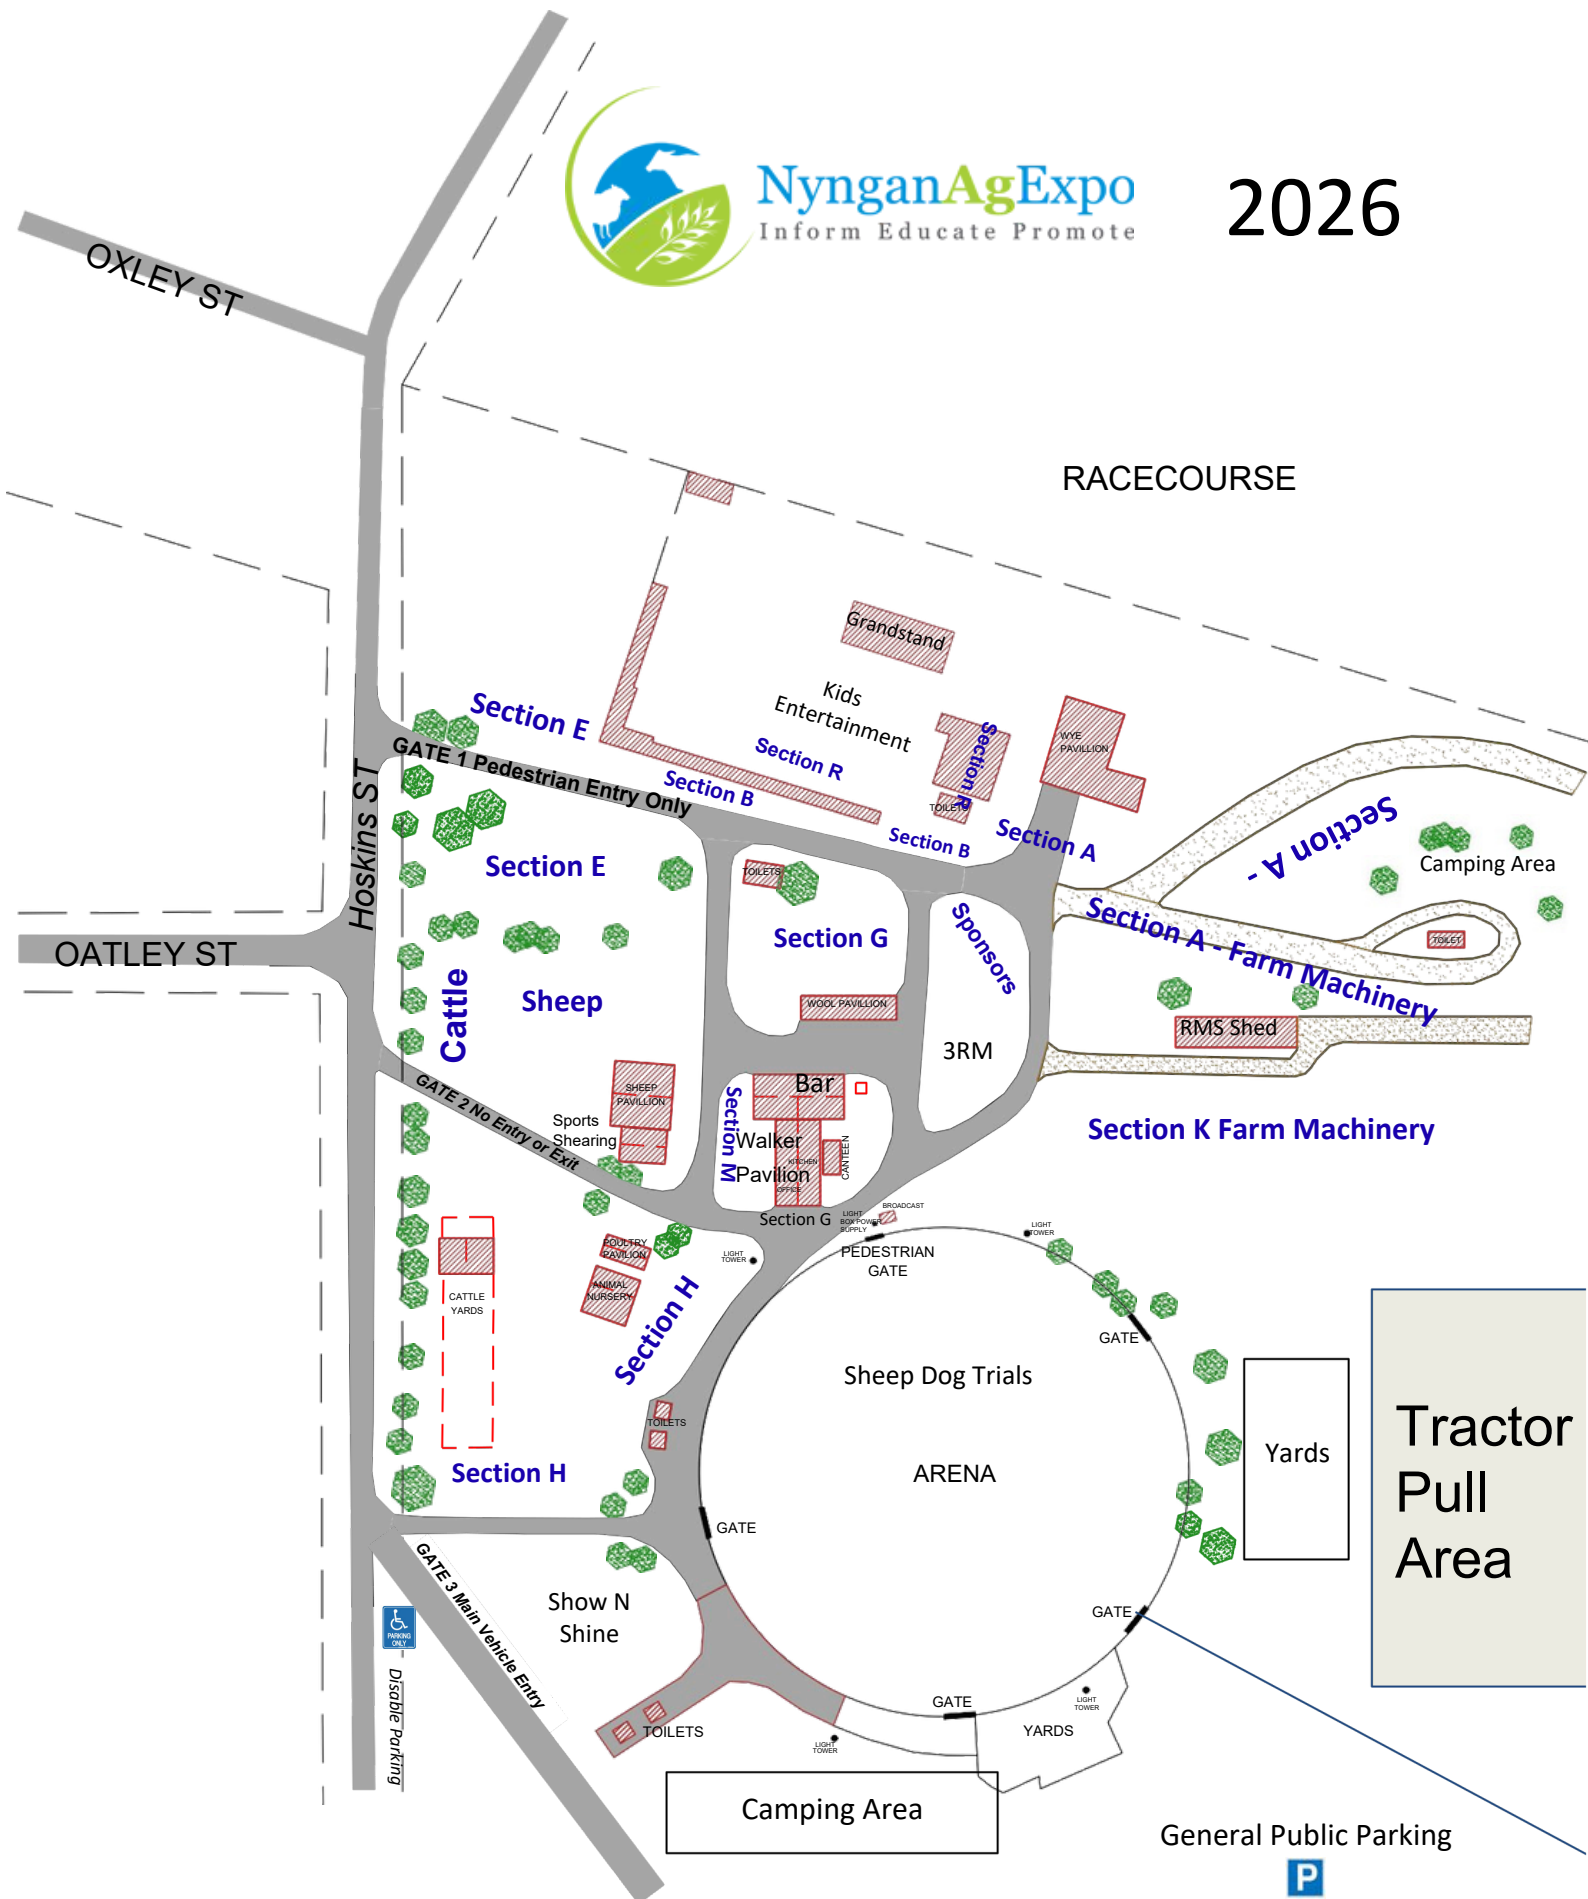 NynganAgExpo
Inform Educate Promote
2026
OXLEY ST
RACECOURSE
Grandstand
Kids
Entertainment
Section E
Section R
Section R
WYE
PAVILLION
GATE 1 Pedestrian Entry Only
Section B
TOILETS
Section B
Section A
Section A -
Camping Area
Hoskins ST
Section E
TOILETS
Section G
Sponsors
Section A - Farm Machinery
TOILET
OATLEY ST
Cattle
Sheep
WOOL PAVILLION
3RM
RMS Shed
GATE 2 No Entry or Exit
SHEEP
PAVILLION
Sports
Shearing
Section M
Bar
Walker
Pavilion
KITCHEN
OFFICE
CANTEEN
Section K Farm Machinery
Section G
LIGHT
BOX POWER
SUPPLY
BROADCAST
PEDESTRIAN
GATE
LIGHT
TOWER
POULTRY
PAVILION
ANIMAL
NURSERY
LIGHT
TOWER
CATTLE
YARDS
Section H
GATE
Sheep Dog Trials
ARENA
Yards
Tractor
Pull
Area
TOILETS
Section H
GATE
GATE 3 Main Vehicle Entry
Show N
Shine
PARKING
ONLY
Disable Parking
GATE
GATE
LIGHT
TOWER
YARDS
TOILETS
LIGHT
TOWER
Camping Area
General Public Parking
P